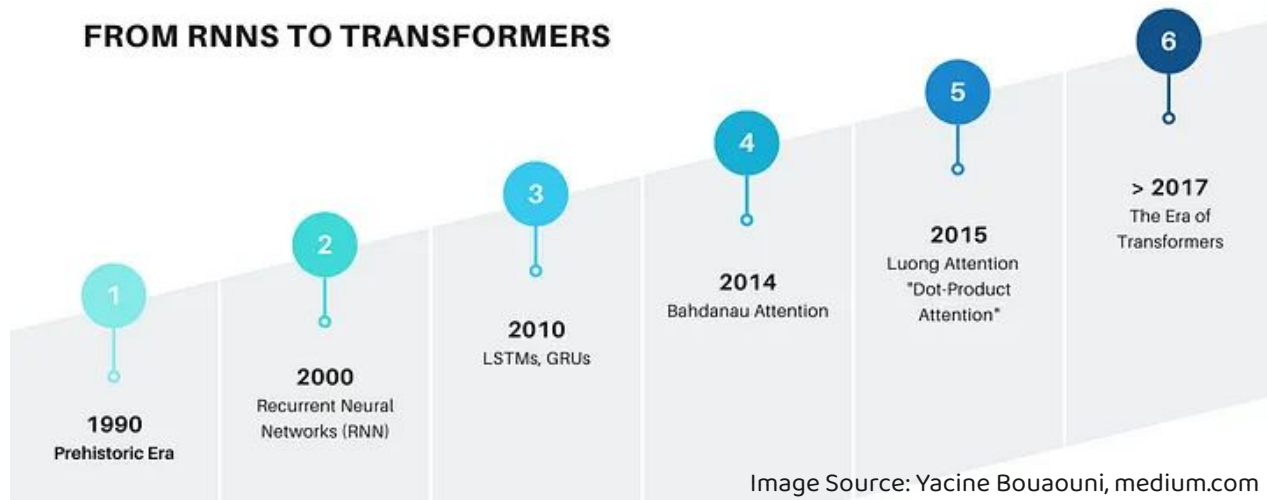 FROM RNNS TO TRANSFORMERS
1
1990
Prehistoric Era
2
2000
Recurrent Neural
Networks (RNN)
3
2010
LSTMs, GRUs
4
2014
Bahdanau Attention
5
2015
Luong Attention
"Dot-Product
Attention"
6
> 2017
The Era of
Transformers
Image Source: Yacine Bouaouni, medium.com